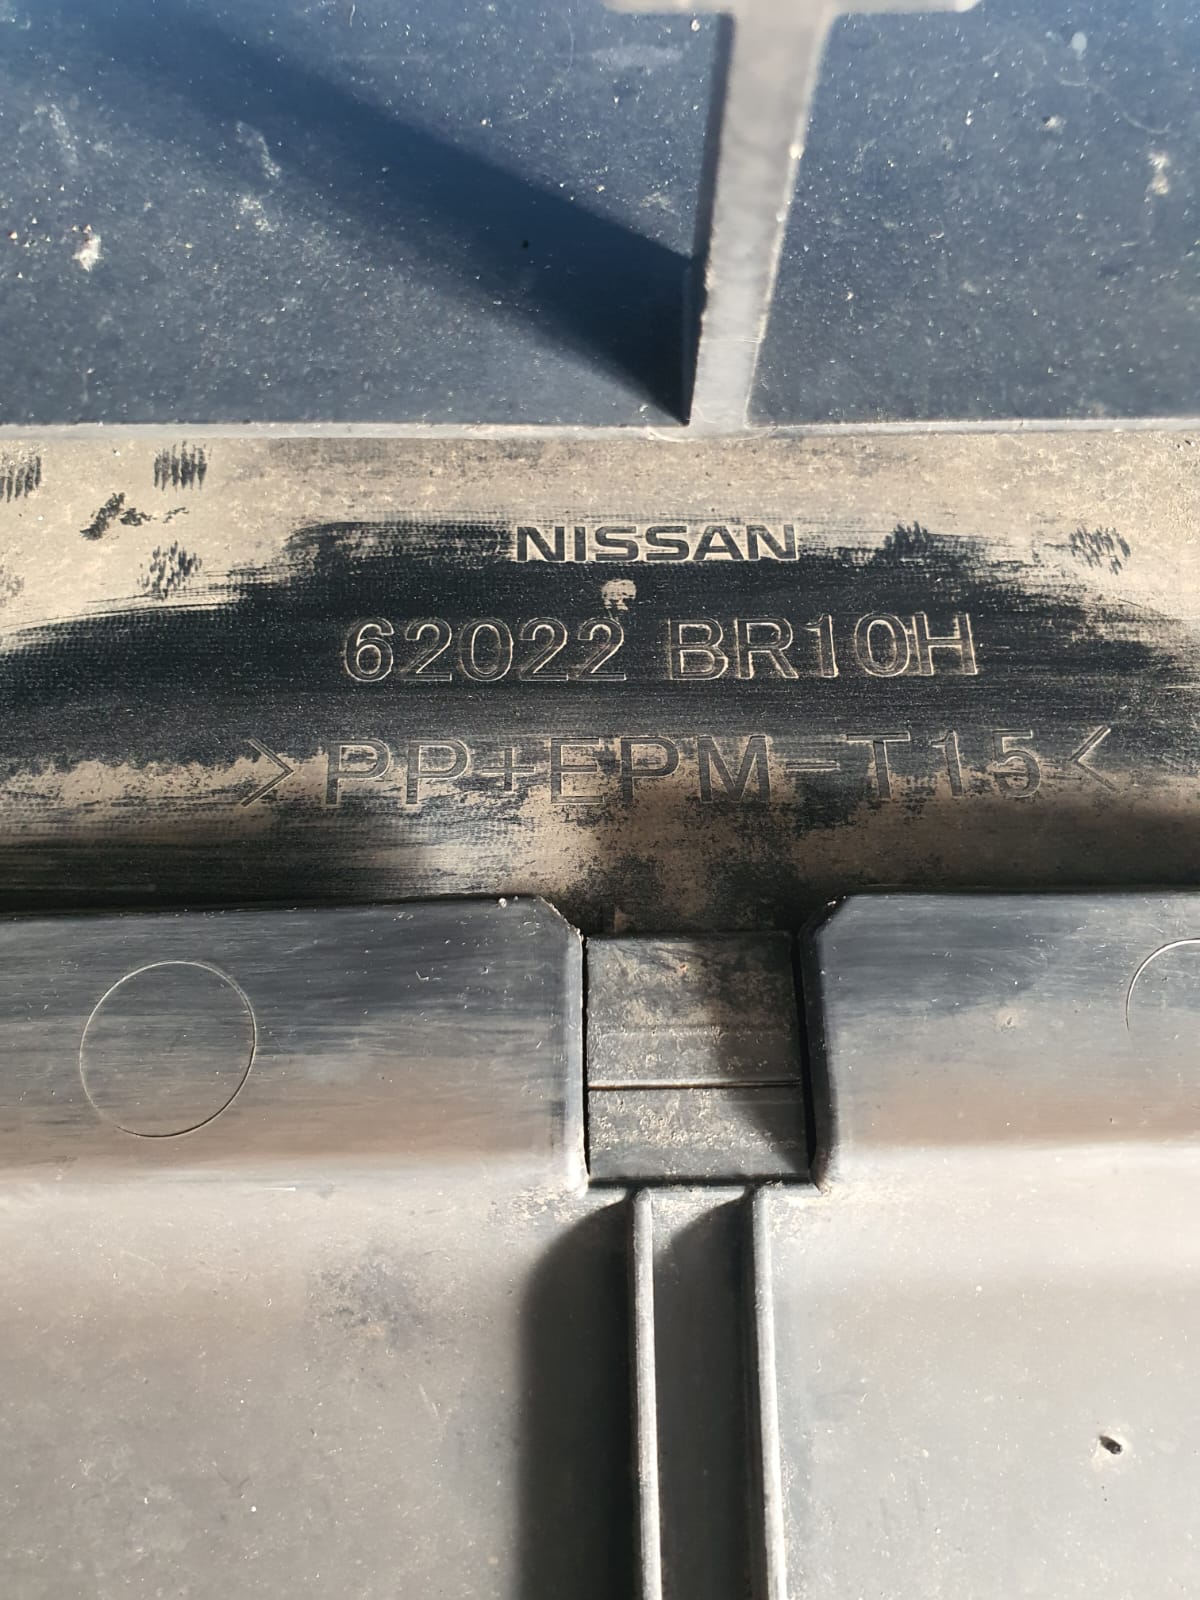 NISSAN
62022 BR10H
>PP+EPM-T15<